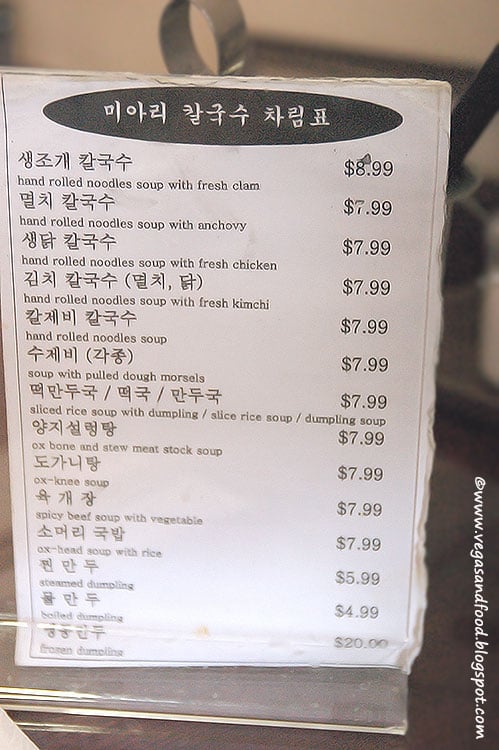 미아리 칼국수 차림표
생조개 칼국수 $8.99
hand rolled noodles soup with fresh clam
멸치 칼국수 $7.99
hand rolled noodles soup with anchovy
생닭 칼국수 $7.99
hand rolled noodles soup with fresh chicken
김치 칼국수 (멸치, 닭) $7.99
hand rolled noodles soup with fresh kimchi
칼제비 칼국수 $7.99
hand rolled noodles soup
수제비 (각종) $7.99
soup with pulled dough morsels
떡만두국 / 떡국 / 만두국 $7.99
sliced rice soup with dumpling / slice rice soup / dumpling soup
양지설렁탕 $7.99
ox bone and stew meat stock soup
도가니탕 $7.99
ox-knee soup
육 개 장 $7.99
spicy beef soup with vegetable
소머리 국밥 $7.99
ox-head soup with rice
찐 만 두 $5.99
steamed dumpling
물 만 두 $4.99
boiled dumpling
냉동만두 $20.00
frozen dumpling
©www.vegasandfood.blogspot.com